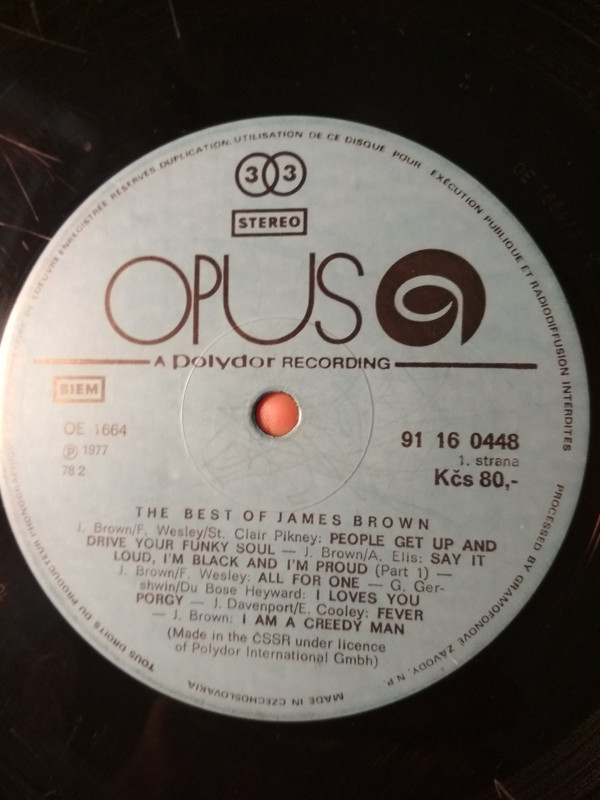 33
STEREO
OPUS
A polydor RECORDING
BIEM
OE 1664
Ⓟ 1977
78 2
91 16 0448
1. strana
Kčs 80,-
THE BEST OF JAMES BROWN
J. Brown/F. Wesley/St. Clair Pikney: PEOPLE GET UP AND
DRIVE YOUR FUNKY SOUL — J. Brown/A. Elis: SAY IT
LOUD, I'M BLACK AND I'M PROUD (Part 1) —
J. Brown/F. Wesley: ALL FOR ONE — G. Ger-
shwin/Du Bose Heyward: I LOVES YOU
PORGY — J. Davenport/E. Cooley: FEVER
— J. Brown: I AM A CREEDY MAN
(Made in the ČSSR under licence
of Polydor International Gmbh)
TOUS DROITS DU PRODUCTEUR PHONOGRAPHIQUE DE L'OEUVRE ENREGISTRÉE RÉSERVÉS. DUPLICATION. UTILISATION DE CE DISQUE POUR EXÉCUTION PUBLIQUE ET RADIODIFFUSION INTERDITES
PROCESSED BY GRAMOFONOVÉ ZÁVODY, N.P.
MADE IN CZECHOSLOVAKIA